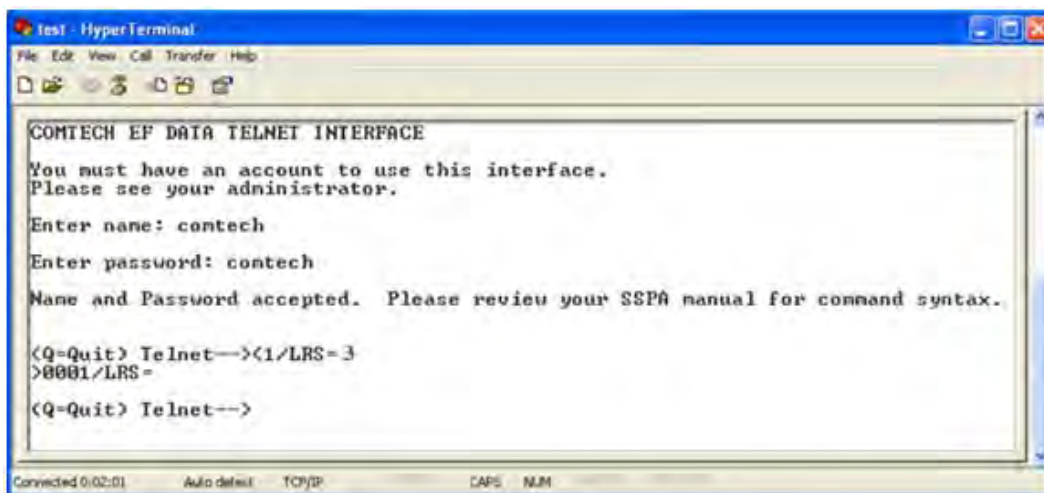 test - HyperTerminal
File Edit View Call Transfer Help
COMTECH EF DATA TELNET INTERFACE
You must have an account to use this interface.
Please see your administrator.
Enter name: comtech
Enter password: comtech
Name and Password accepted.  Please review your SSPA manual for command syntax.
(Q=Quit) Telnet--><1/LRS=3
>0001/LRS=
(Q=Quit) Telnet-->
Connected 0:02:01 Auto detect TCP/IP CAPS NUM